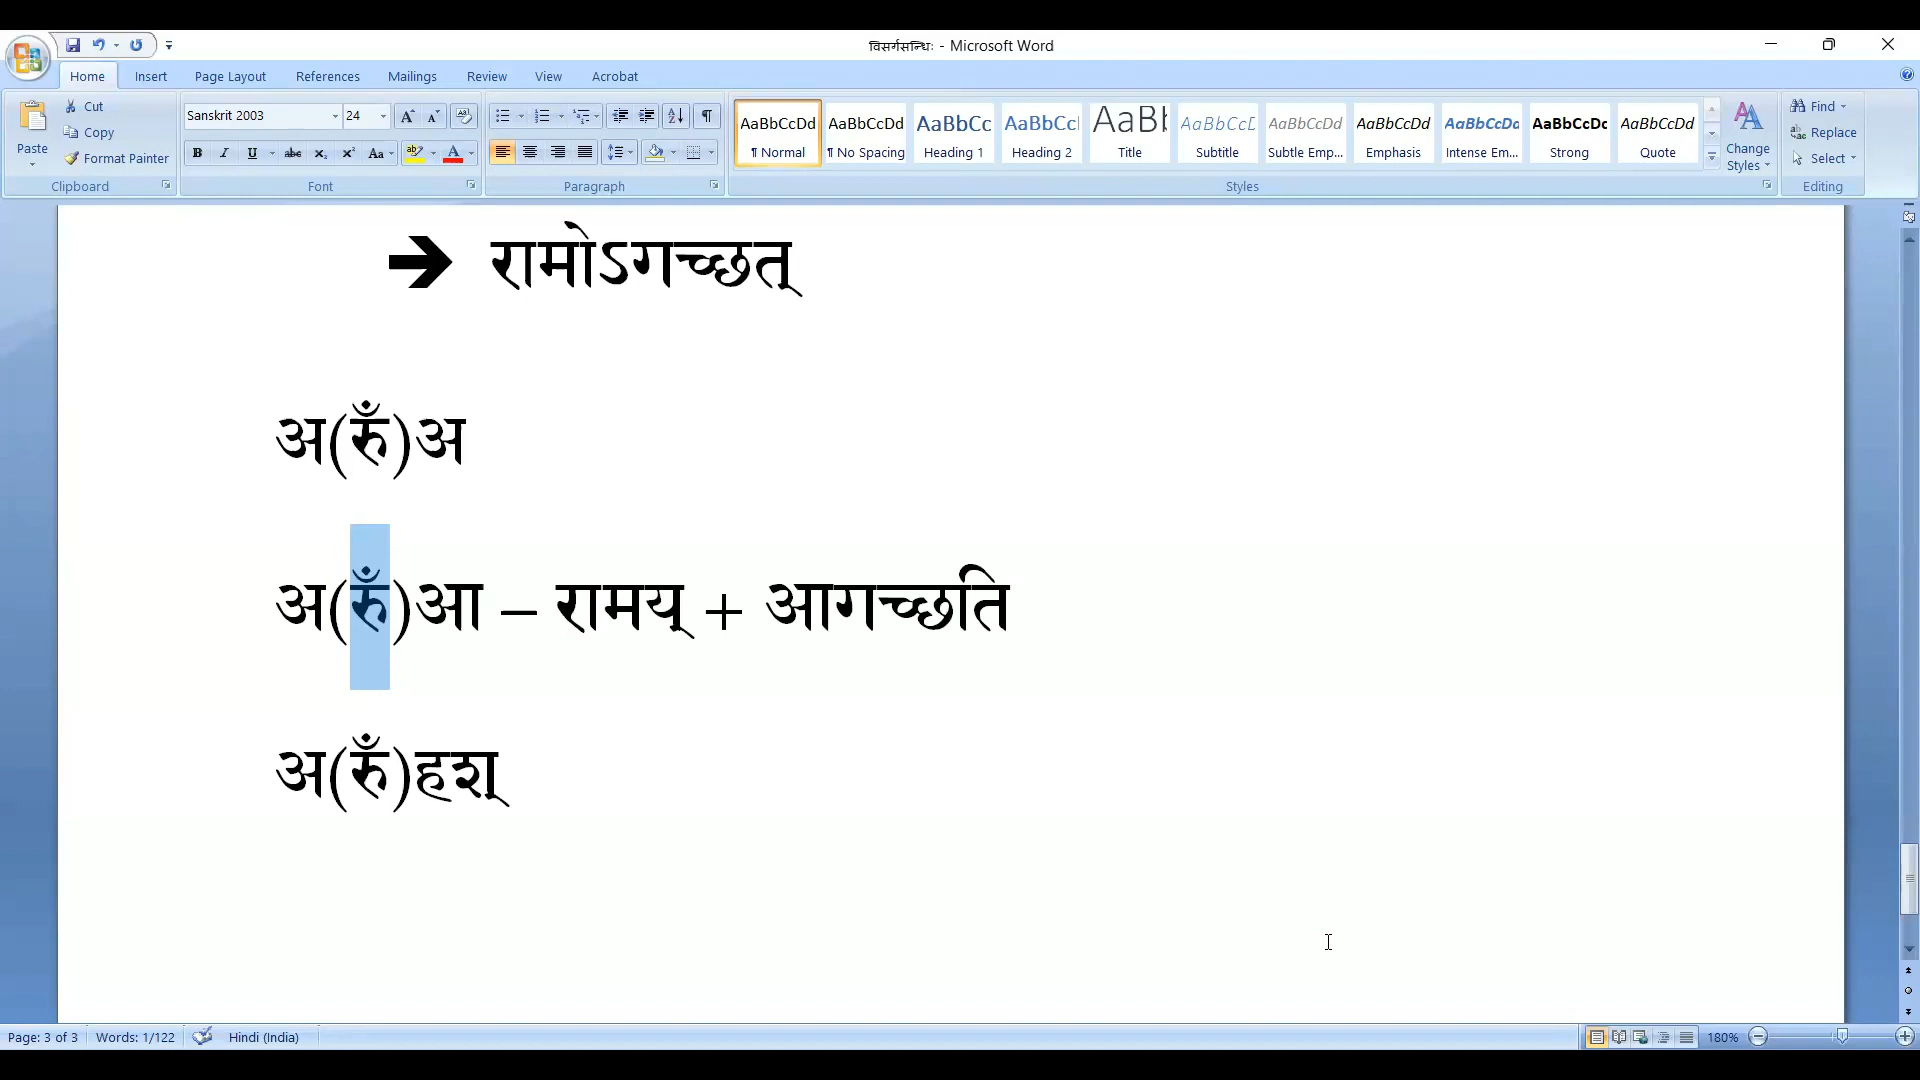 विसर्गसन्धिः - Microsoft Word
Home Insert Page Layout References Mailings Review View Acrobat
Paste
Cut
Copy
Format Painter
Clipboard
Sanskrit 2003 24
Font
Paragraph
AaBbCcDd AaBbCcDd AaBbCc AaBbCc AaBb AaBbCcD AaBbCcDd AaBbCcDd AaBbCcDd AaBbCcDd AaBbCcDd
¶ Normal ¶ No Spacing Heading 1 Heading 2 Title Subtitle Subtle Emp... Emphasis Intense Em... Strong Quote
Change Styles
Styles
Find
Replace
Select
Editing
➔ रामोऽगच्छत्
अ(रुँ)अ
अ(रुँ)आ – रामय् + आगच्छति
अ(रुँ)हश्
Page: 3 of 3 Words: 1/122 Hindi (India) 180%